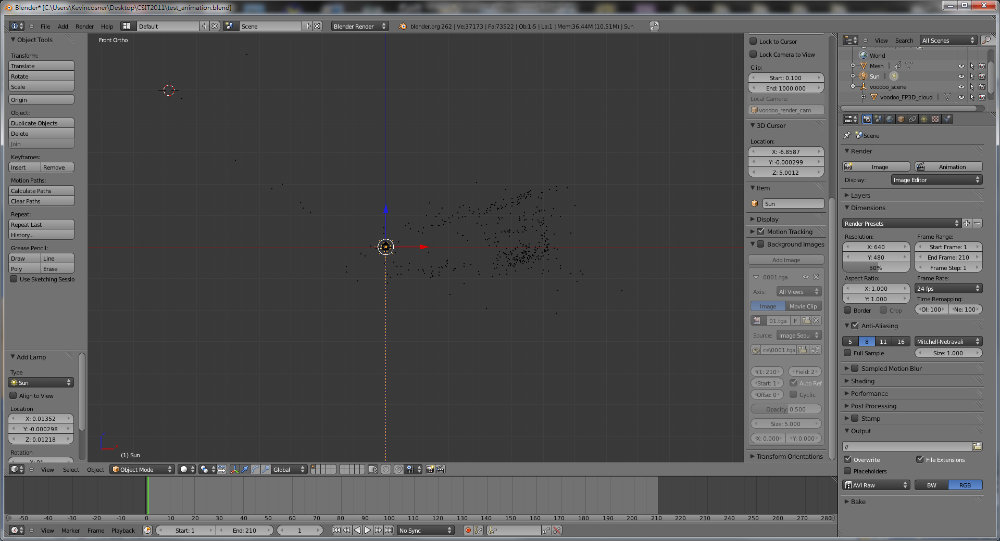 Blender* [C:\Users\Kevincosner\Desktop\CSIT2011\test_animation.blend]
File Add Render Help Default Scene Blender Render blender.org 262 | Ve:37173 | Fa:73522 | Ob:1-5 | La:1 | Mem:36.44M (10.51M) | Sun
Object Tools
Transform:
Translate
Rotate
Scale
Origin
Object:
Duplicate Objects
Delete
Join
Keyframes:
Insert Remove
Motion Paths:
Calculate Paths
Clear Paths
Repeat:
Repeat Last
History...
Grease Pencil:
Draw Line
Poly Erase
Use Sketching Sessio
Add Lamp
Type
Sun
Align to View
Location
X: 0.01352
Y: -0.000298
Z: 0.01218
Rotation
X: 0°
Front Ortho
(1) Sun
Lock to Cursor
Lock Camera to View
Clip:
Start: 0.100
End: 1000.000
Local Camera:
voodoo_render_cam
3D Cursor
Location:
X: -6.8587
Y: -0.000299
Z: 5.0012
Item
Sun
Display
Motion Tracking
Background Images
Add Image
0001.tga
Axis: All Views
Image Movie Clip
01.tga F
Source: Image Sequ
ce\0001.tga
(1: 210 Field: 2
Start: 1 Auto Ref
Offse: 0 Cyclic
Opacity: 0.500
Size: 5.000
X: 0.000 Y: 0.000
Transform Orientations
View Search All Scenes
World
Mesh
Sun
voodoo_scene
voodoo_FP3D_cloud
Scene
Render
Image Animation
Display: Image Editor
Layers
Dimensions
Render Presets
Resolution: Frame Range:
X: 640 Start Frame: 1
Y: 480 End Frame: 210
50% Frame Step: 1
Aspect Ratio: Frame Rate:
X: 1.000 24 fps
Y: 1.000 Time Remapping:
Border Crop Ol: 100 Ne: 100
Anti-Aliasing
5 8 11 16 Mitchell-Netravali
Full Sample Size: 1.000
Sampled Motion Blur
Shading
Performance
Post Processing
Stamp
Output
//
Overwrite File Extensions
Placeholders
AVI Raw BW RGB
Bake
View Select Object Object Mode Global
-50 -40 -30 -20 -10 0 10 20 30 40 50 60 70 80 90 100 110 120 130 140 150 160 170 180 190 200 210 220 230 240 250 260 270 280
View Marker Frame Playback Start: 1 End: 210 1 No Sync